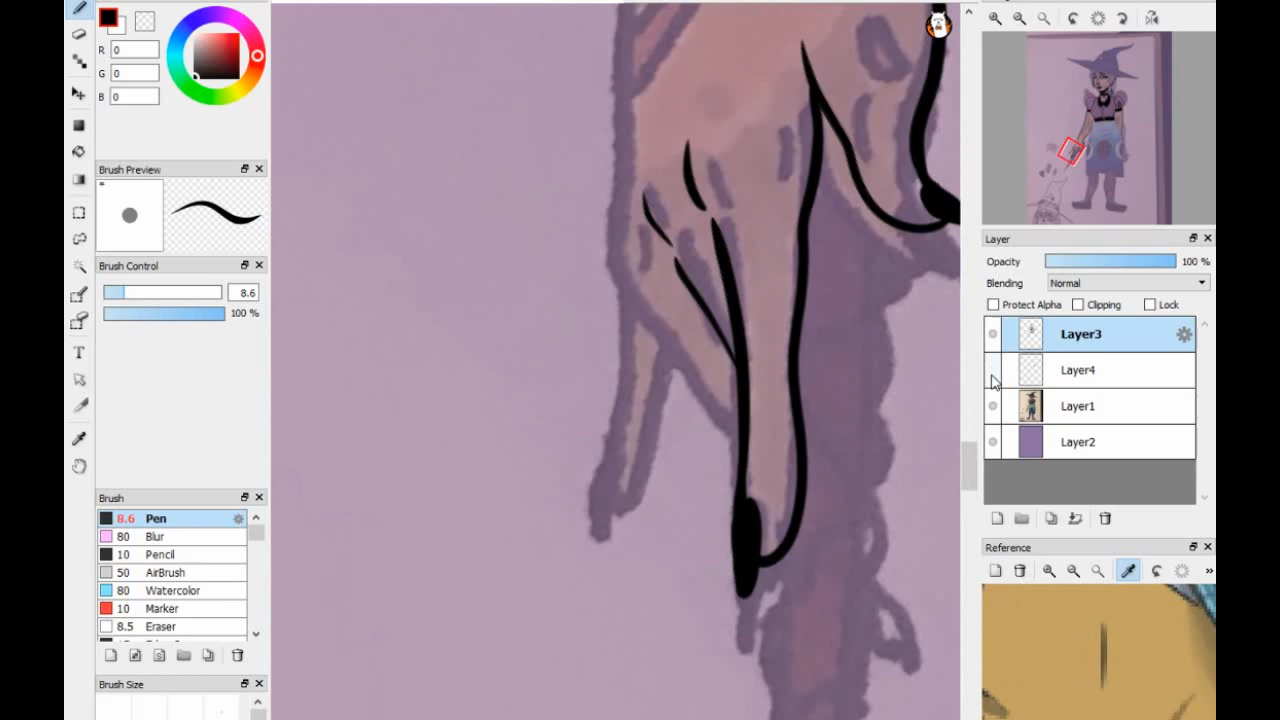 R 0
G 0
B 0
Brush Preview
Brush Control
8.6
100 %
Brush
8.6 Pen
80 Blur
10 Pencil
50 AirBrush
80 Watercolor
10 Marker
8.5 Eraser
Brush Size
T
Layer
Opacity 100 %
Blending Normal
Protect Alpha Clipping Lock
Layer3
Layer4
Layer1
Layer2
Reference
»